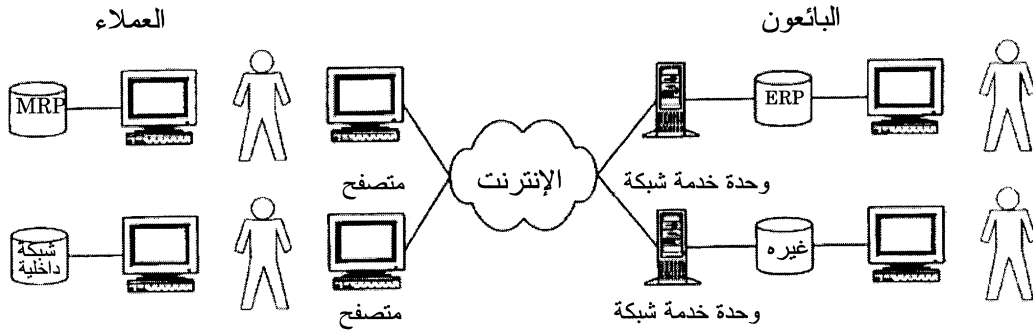 البائعون
العملاء
ERP
MRP
الإنترنت
وحدة خدمة شبكة
متصفح
غيره
شبكة
داخلية
وحدة خدمة شبكة
متصفح